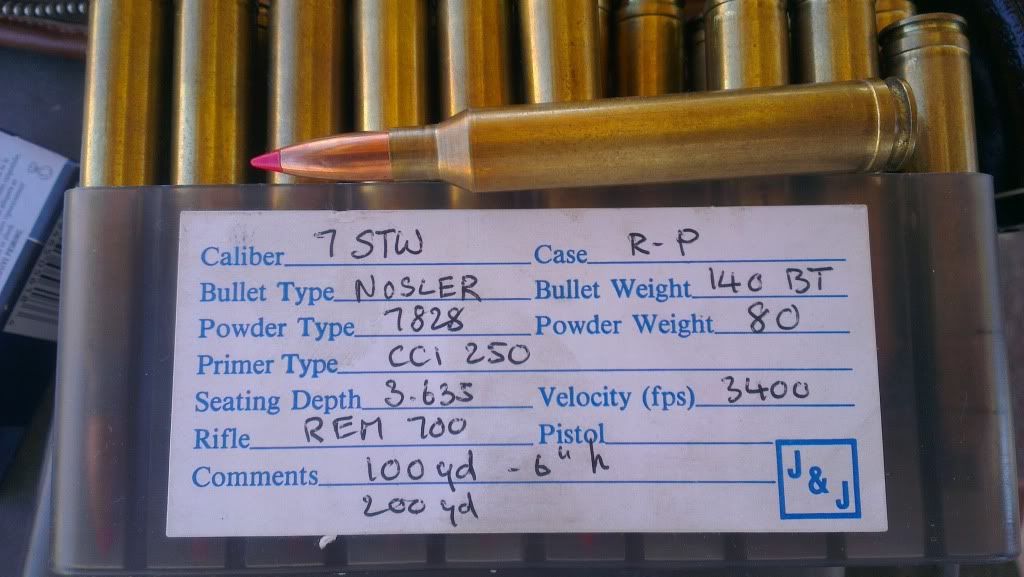 Caliber 7 STW Case R-P
Bullet Type NOSLER Bullet Weight 140 BT
Powder Type 7828 Powder Weight 80
Primer Type CCi 250
Seating Depth 3.635 Velocity (fps) 3400
Rifle REM 700 Pistol
Comments 100 yd - 6" h
200 yd
J & J